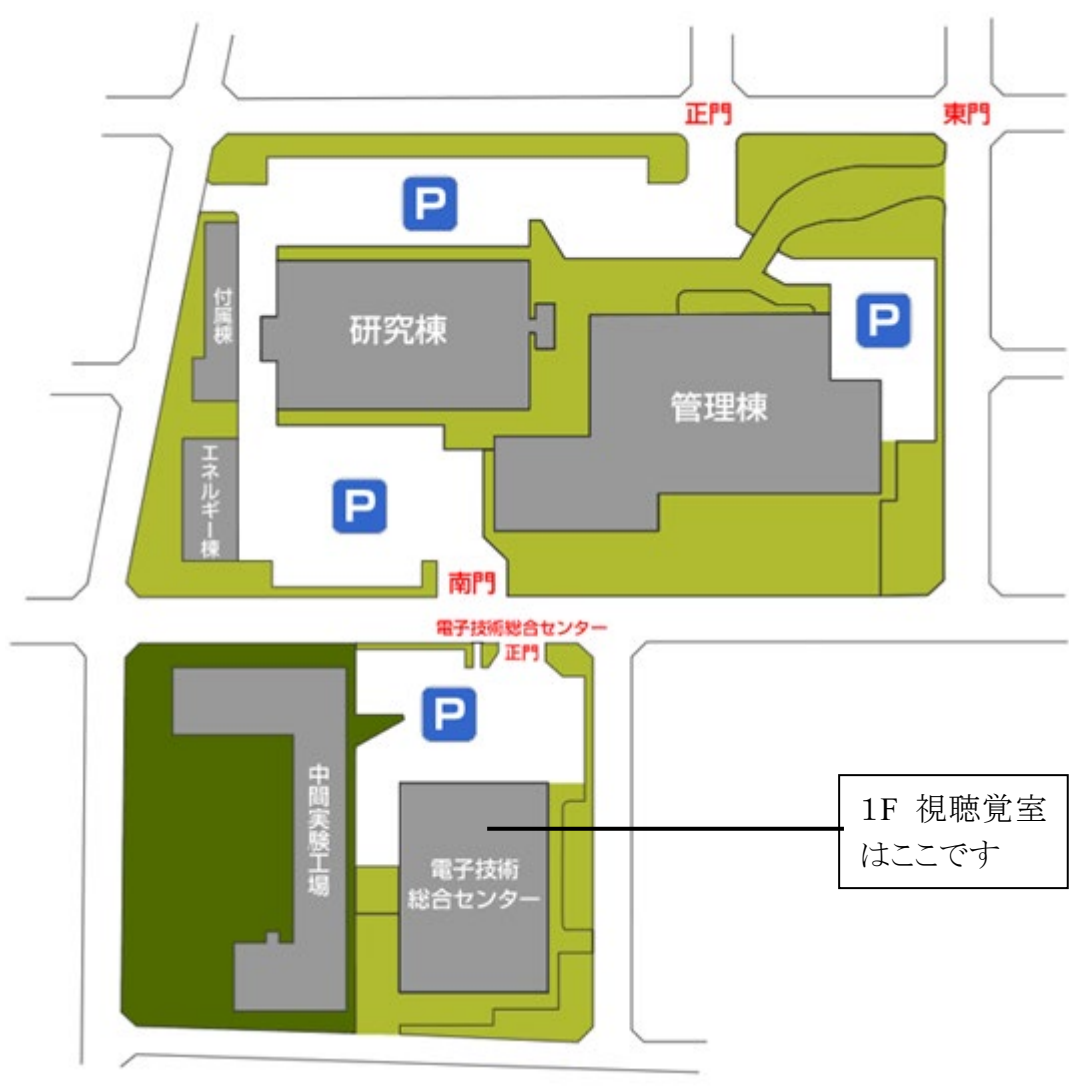 正門
東門
P
付属棟
研究棟
P
管理棟
エネルギー棟
P
南門
電子技術総合センター
正門
P
中間実験工場
1F 視聴覚室
はここです
電子技術
総合センター